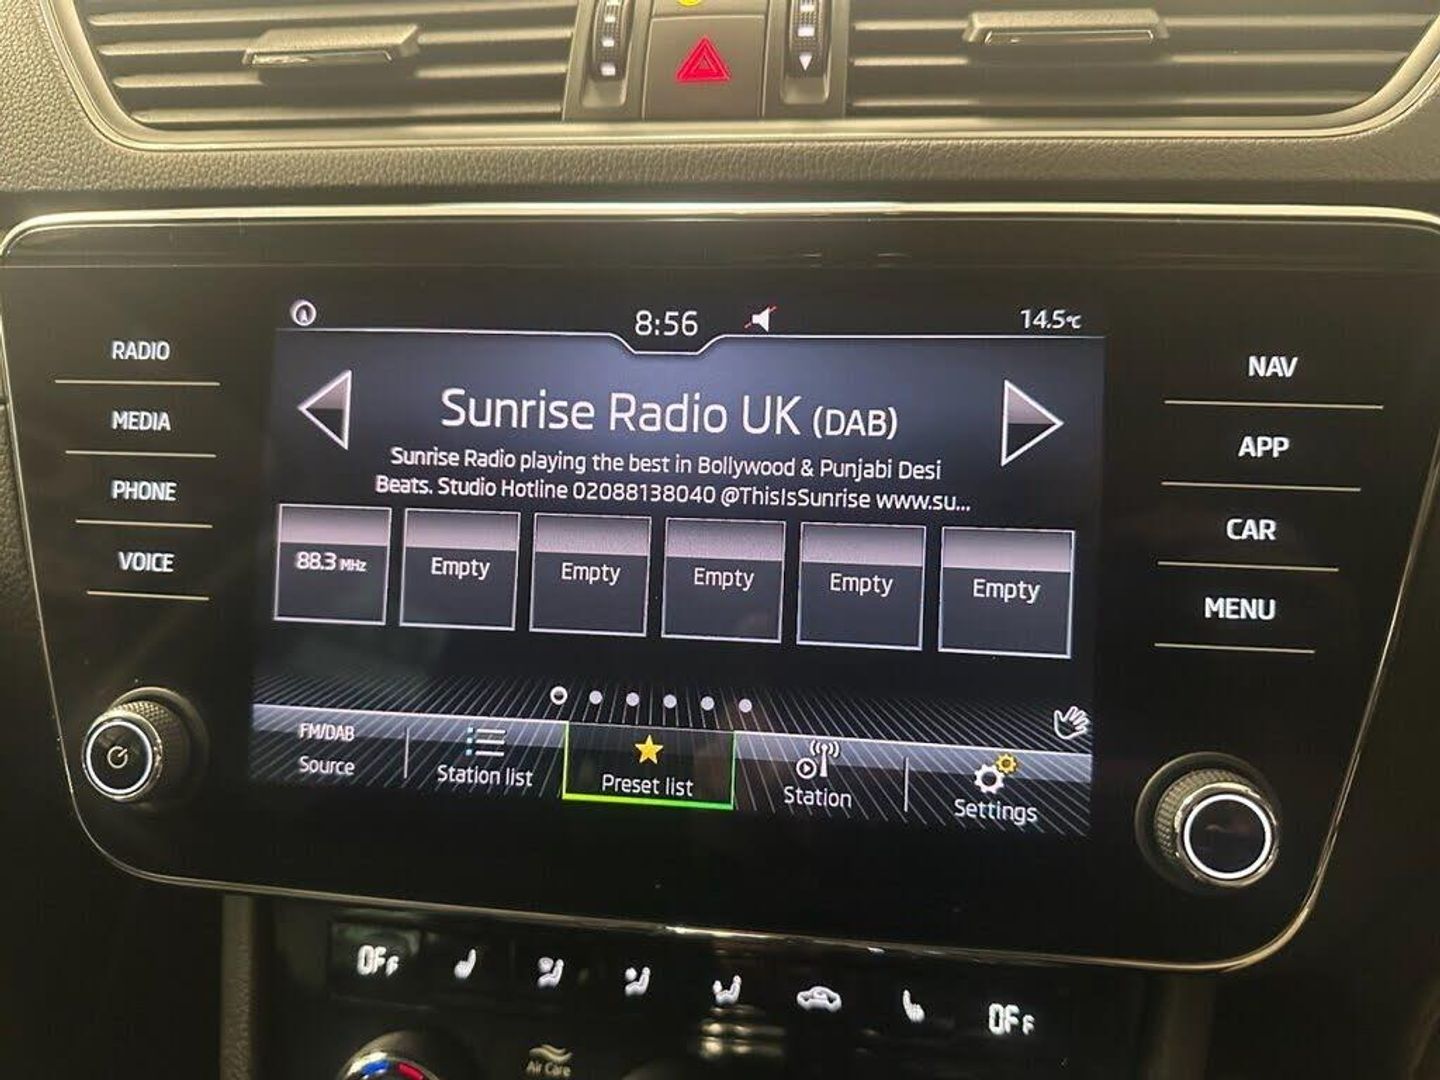 8:56
14.5°C
RADIO
MEDIA
PHONE
VOICE
NAV
APP
CAR
MENU
Sunrise Radio UK (DAB)
Sunrise Radio playing the best in Bollywood & Punjabi Desi
Beats. Studio Hotline 02088138040 @ThisIsSunrise www.su...
88.3 MHz
Empty
Empty
Empty
Empty
Empty
FM/DAB
Source
Station list
Preset list
Station
Settings
OFF
OFF
Air Care